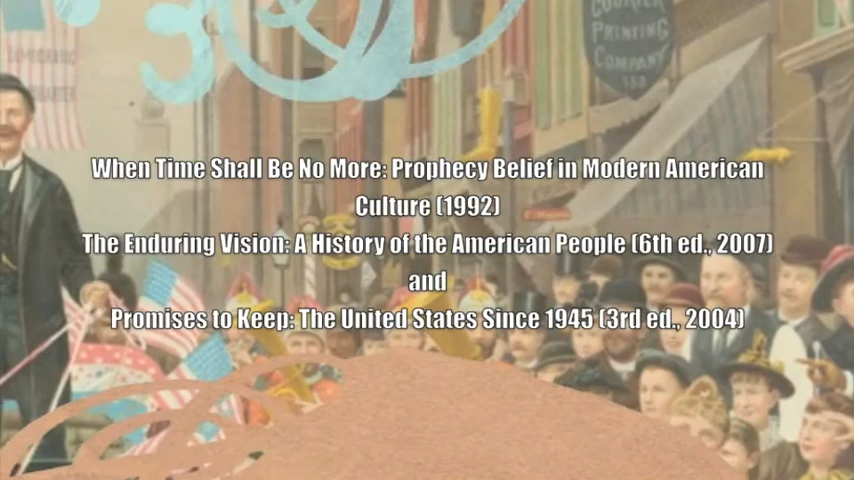 COURIER
PRINTING
COMPANY
158
When Time Shall Be No More: Prophecy Belief in Modern American
Culture (1992)
The Enduring Vision: A History of the American People (6th ed., 2007)
and
Promises to Keep: The United States Since 1945 (3rd ed., 2004)